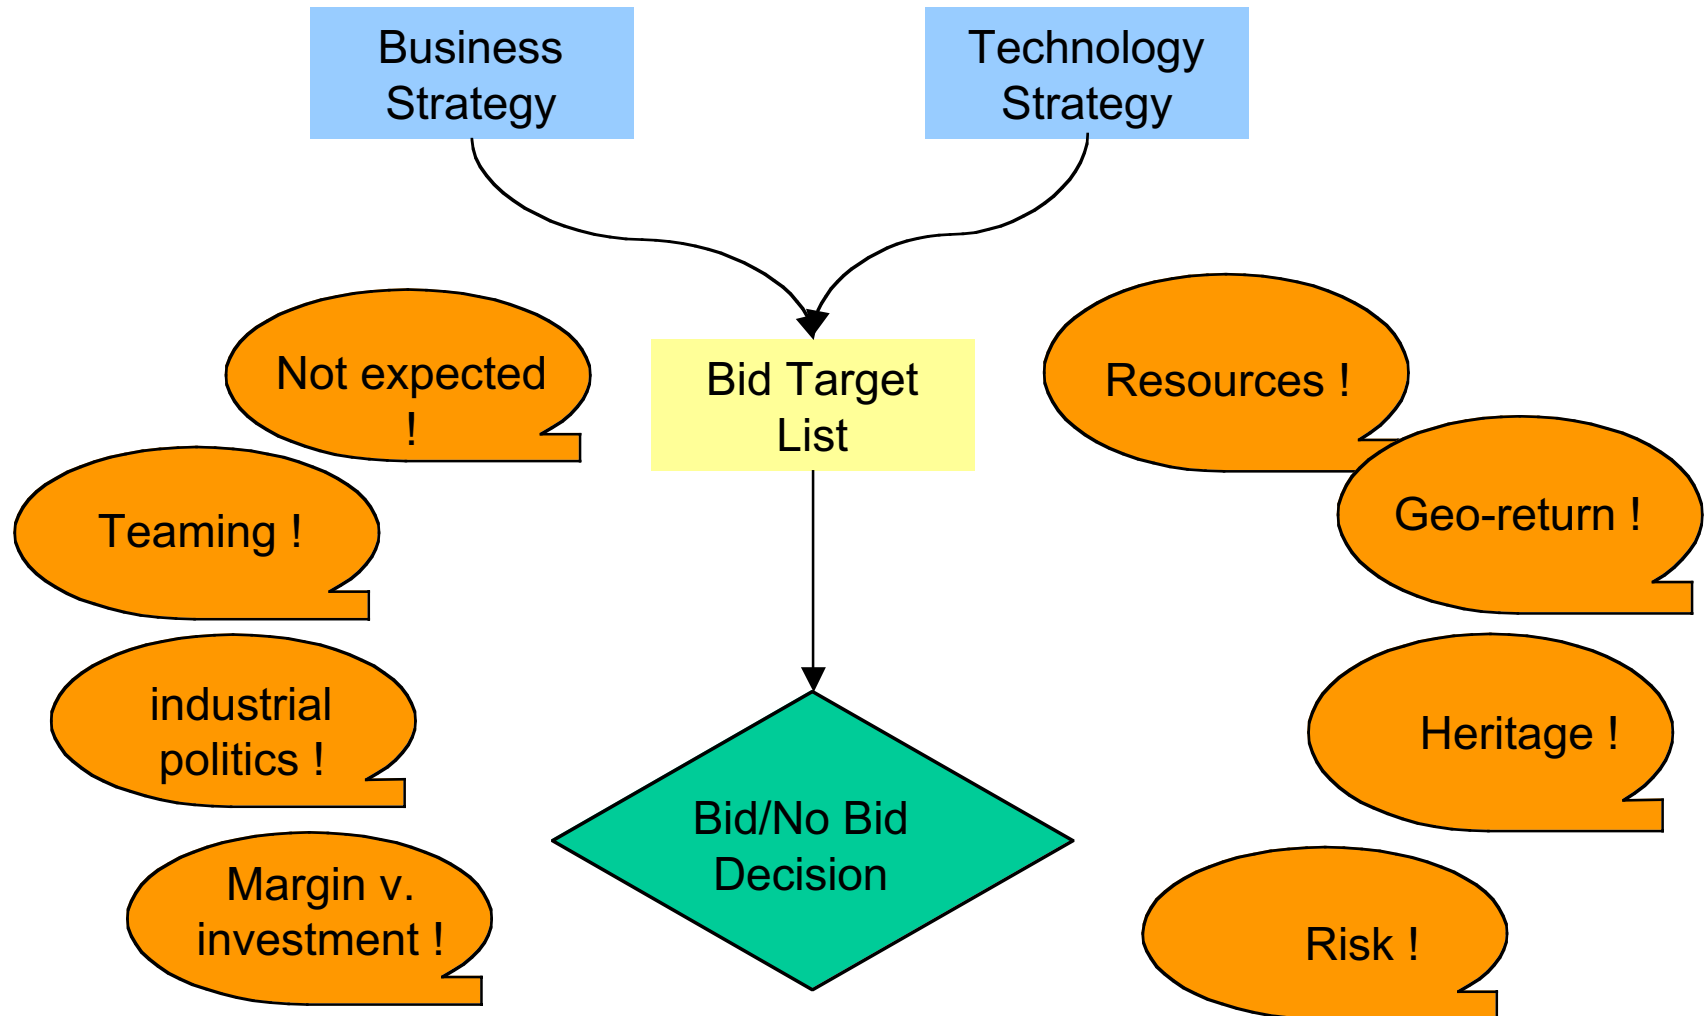 Business
Strategy
Technology
Strategy
Not expected
!
Bid Target
List
Resources !
Teaming !
Geo-return !
industrial
politics !
Heritage !
Bid/No Bid
Decision
Margin v.
investment !
Risk !